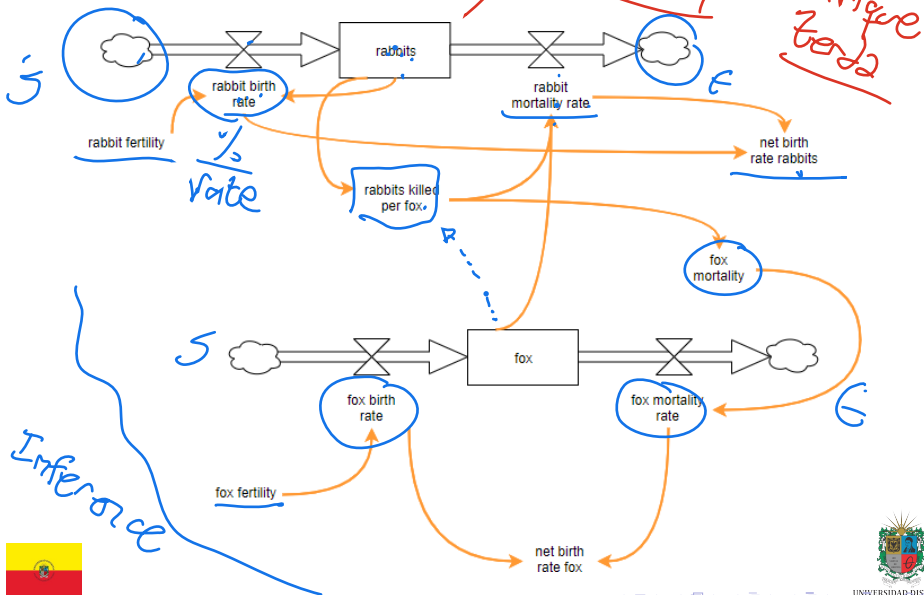 zend2
rabbits
S
rabbit birth
rate
rabbit
mortality rate
E
rabbit fertility
%
rate
net birth
rate rabbits
rabbits killed
per fox
fox
mortality
S
fox
fox birth
rate
fox mortality
rate
E
Inference
fox fertility
net birth
rate fox